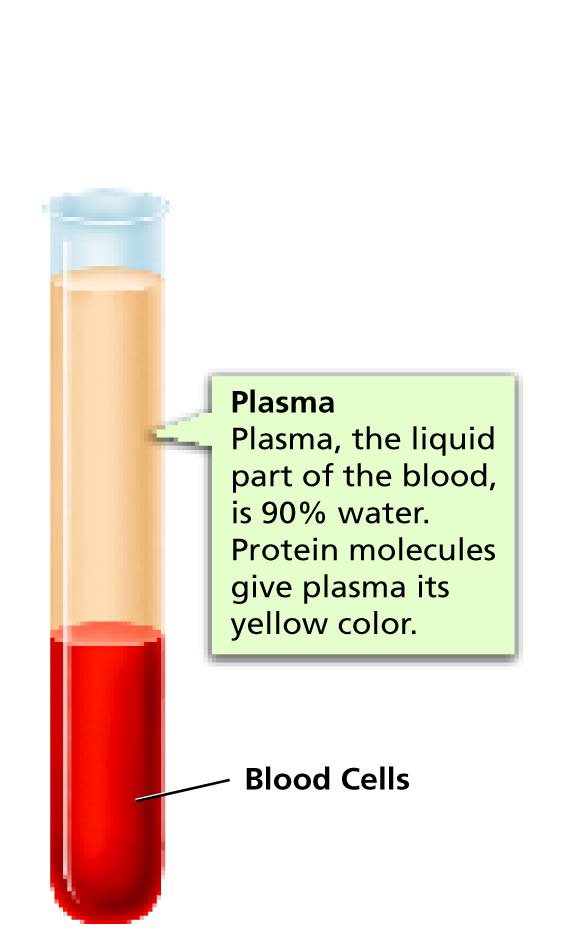 Plasma
Plasma, the liquid
part of the blood,
is 90% water.
Protein molecules
give plasma its
yellow color.
Blood Cells